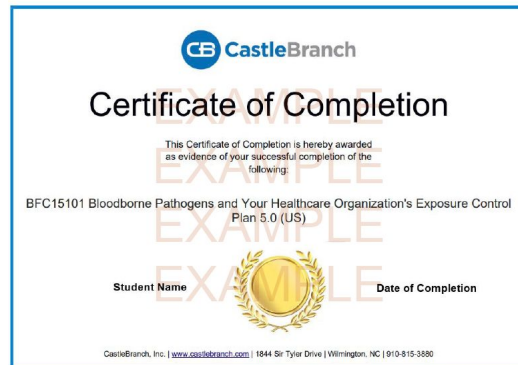 CB CastleBranch
Certificate of Completion
EXAMPLE
This Certificate of Completion is hereby awarded
as evidence of your successful completion of the
following:
EXAMPLE
BFC15101 Bloodborne Pathogens and Your Healthcare Organization's Exposure Control
Plan 5.0 (US)
EXAMPLE
Student Name
Date of Completion
EXAMPLE
CastleBranch, Inc. | www.castlebranch.com | 1844 Sir Tyler Drive | Wilmington, NC | 910-815-3880